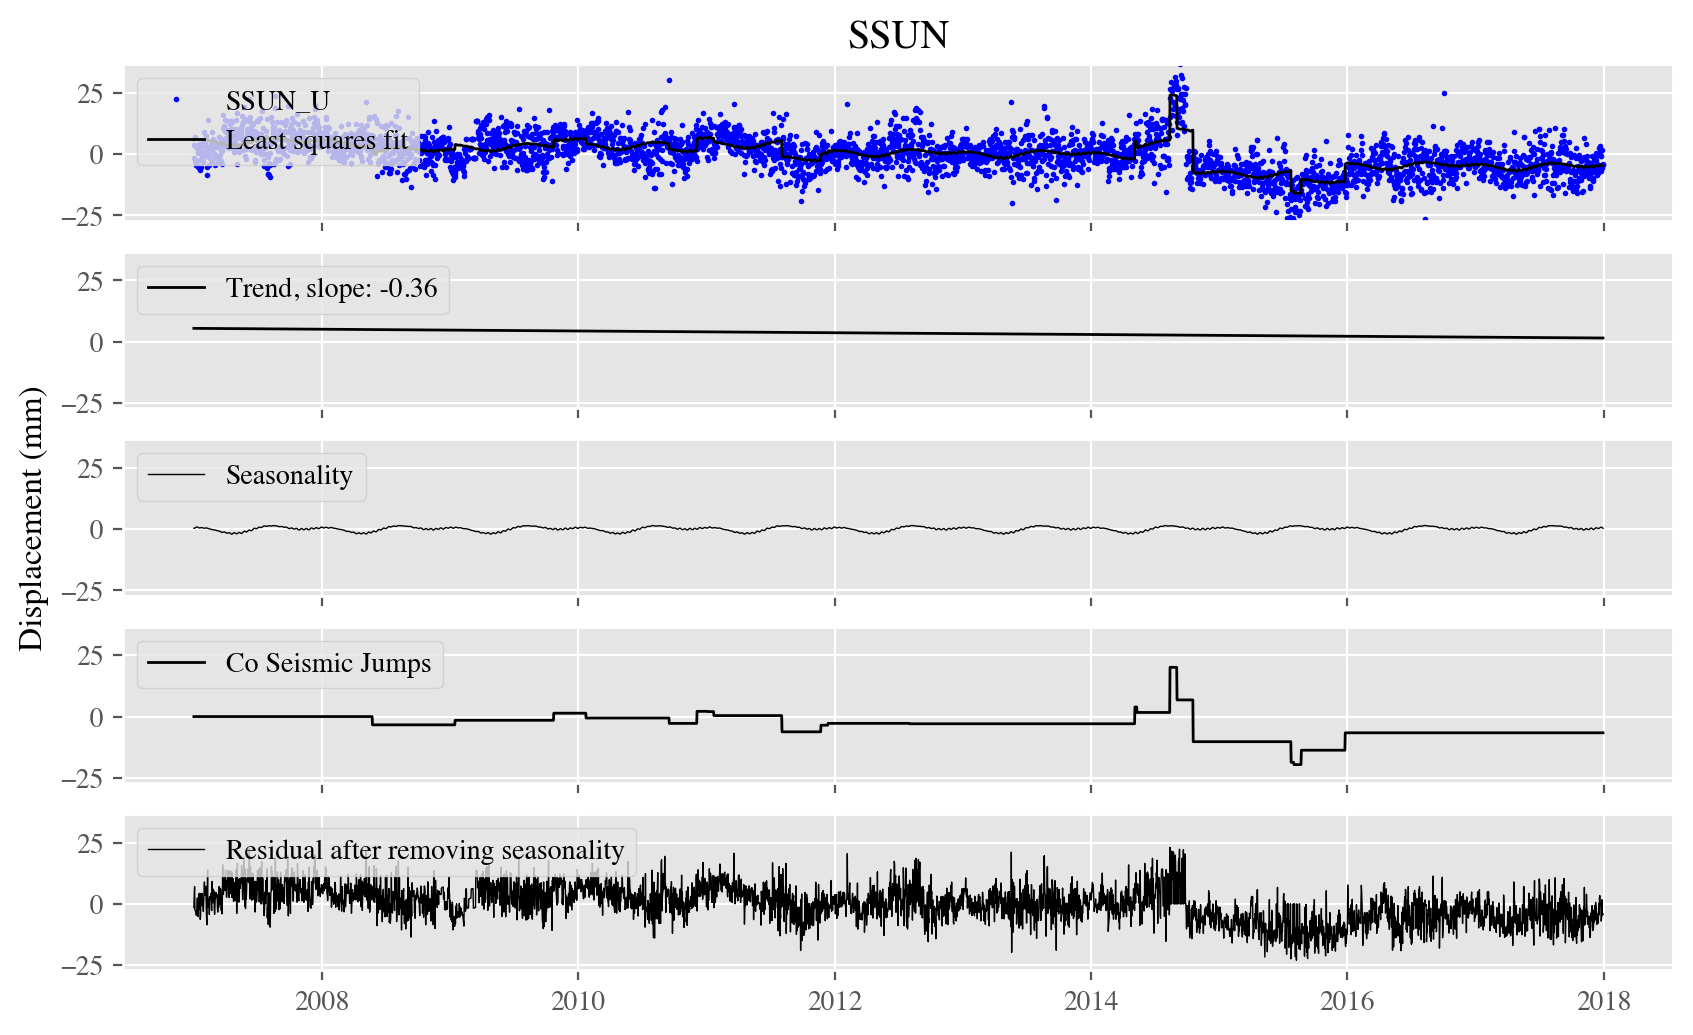 SSUN
25
0
−25
SSUN_U
Least squares fit
25
0
−25
Trend, slope: -0.36
25
0
−25
Seasonality
25
0
−25
Co Seismic Jumps
25
0
−25
Residual after removing seasonality
Displacement (mm)
2008 2010 2012 2014 2016 2018